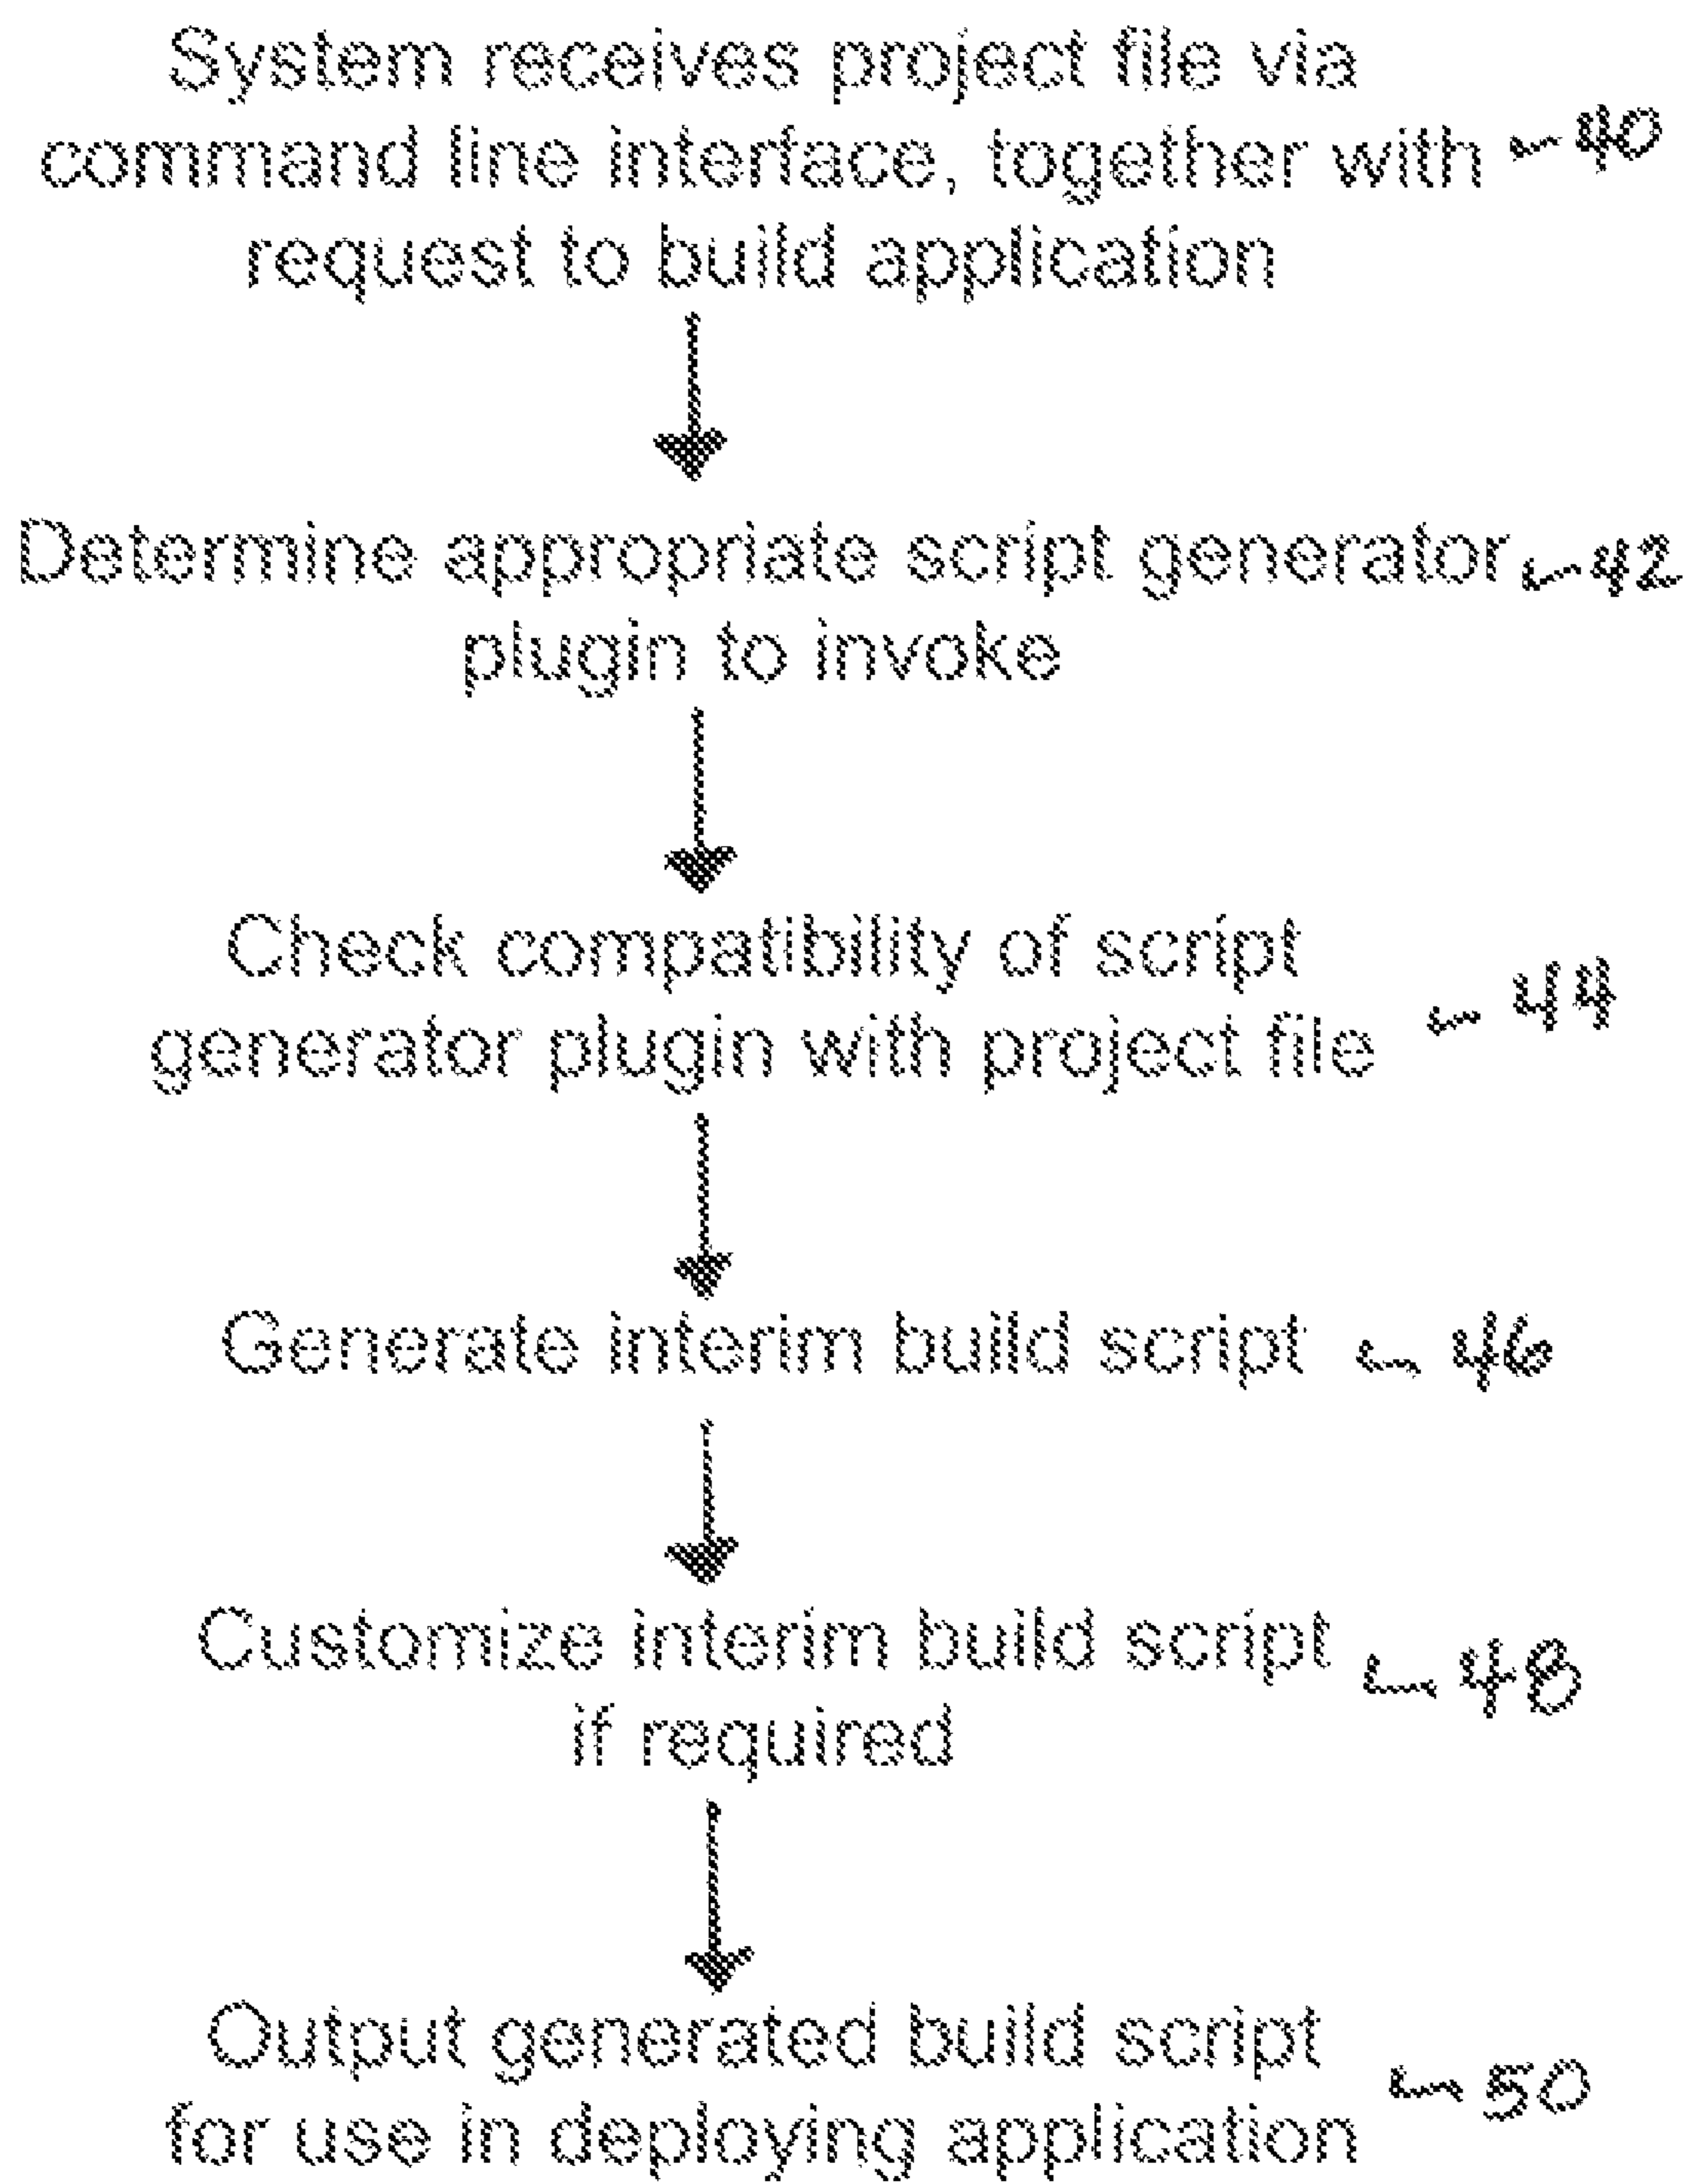 System receives project file via
command line interface, together with 40
request to build application
Determine appropriate script generator 42
plugin to invoke
Check compatibility of script
generator plugin with project file 44
Generate interim build script 46
Customize interim build script 48
if required
Output generated build script
for use in deploying application 50